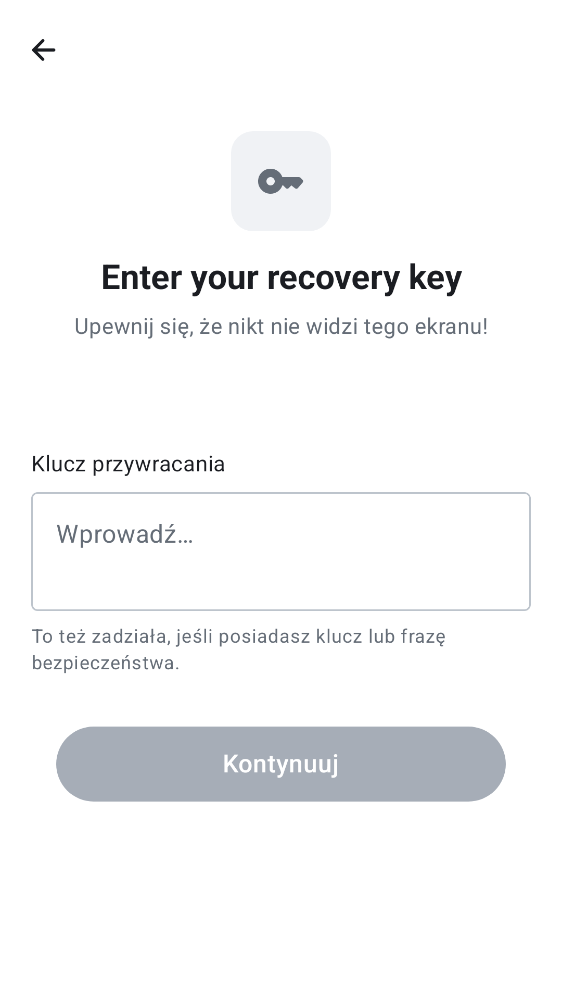 Enter your recovery key
Upewnij się, że nikt nie widzi tego ekranu!
Klucz przywracania
Wprowadź…
To też zadziała, jeśli posiadasz klucz lub frazę
bezpieczeństwa.
Kontynuuj